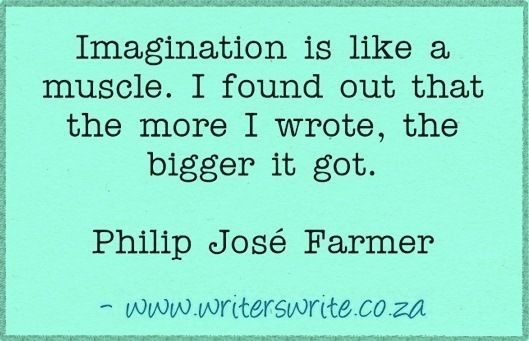 Imagination is like a
muscle. I found out that
the more I wrote, the
bigger it got.
Philip José Farmer
- www.writerswrite.co.za